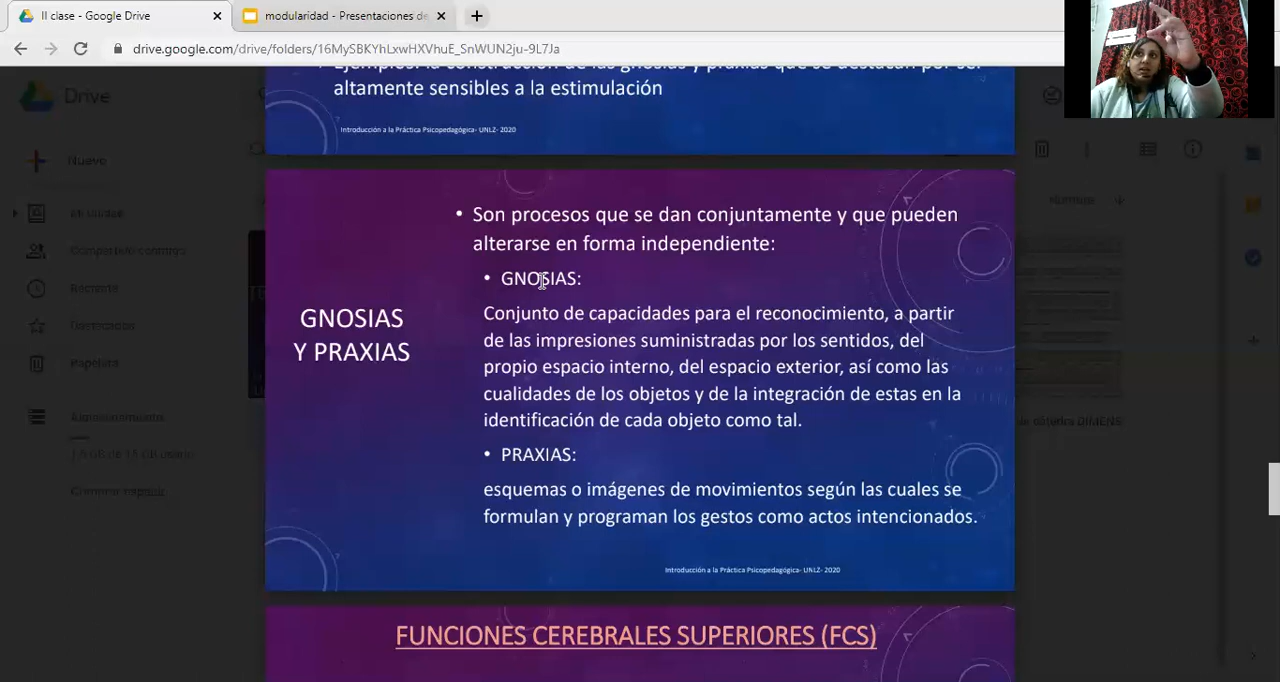 II clase - Google Drive
modularidad - Presentaciones de
drive.google.com/drive/folders/16MySBKYhLxwHXVhuE_SnWUN2ju-9L7Ja
Drive
Nuevo
altamente sensibles a la estimulación
Introducción a la Práctica Psicopedagógica- UNLZ- 2020
GNOSIAS
Y PRAXIAS
• Son procesos que se dan conjuntamente y que pueden
alterarse en forma independiente:
• GNOSIAS:
Conjunto de capacidades para el reconocimiento, a partir
de las impresiones suministradas por los sentidos, del
propio espacio interno, del espacio exterior, así como las
cualidades de los objetos y de la integración de estas en la
identificación de cada objeto como tal.
• PRAXIAS:
esquemas o imágenes de movimientos según las cuales se
formulan y programan los gestos como actos intencionados.
Introducción a la Práctica Psicopedagógica- UNLZ- 2020
FUNCIONES CEREBRALES SUPERIORES (FCS)